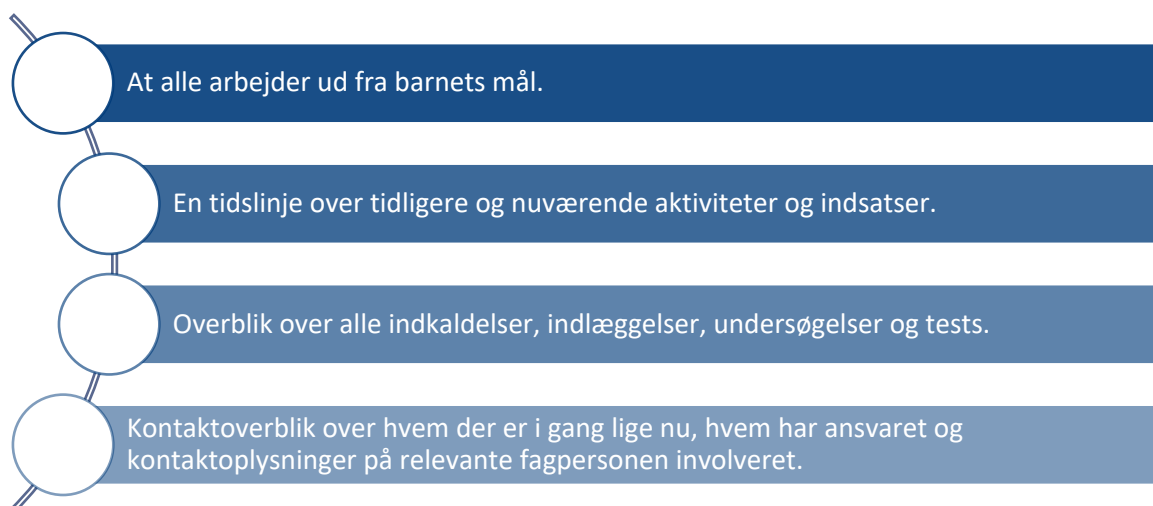 At alle arbejder ud fra barnets mål.
En tidslinje over tidligere og nuværende aktiviteter og indsatser.
Overblik over alle indkaldelser, indlæggelser, undersøgelser og tests.
Kontaktoverblik over hvem der er i gang lige nu, hvem har ansvaret og
kontaktoplysninger på relevante fagpersonen involveret.